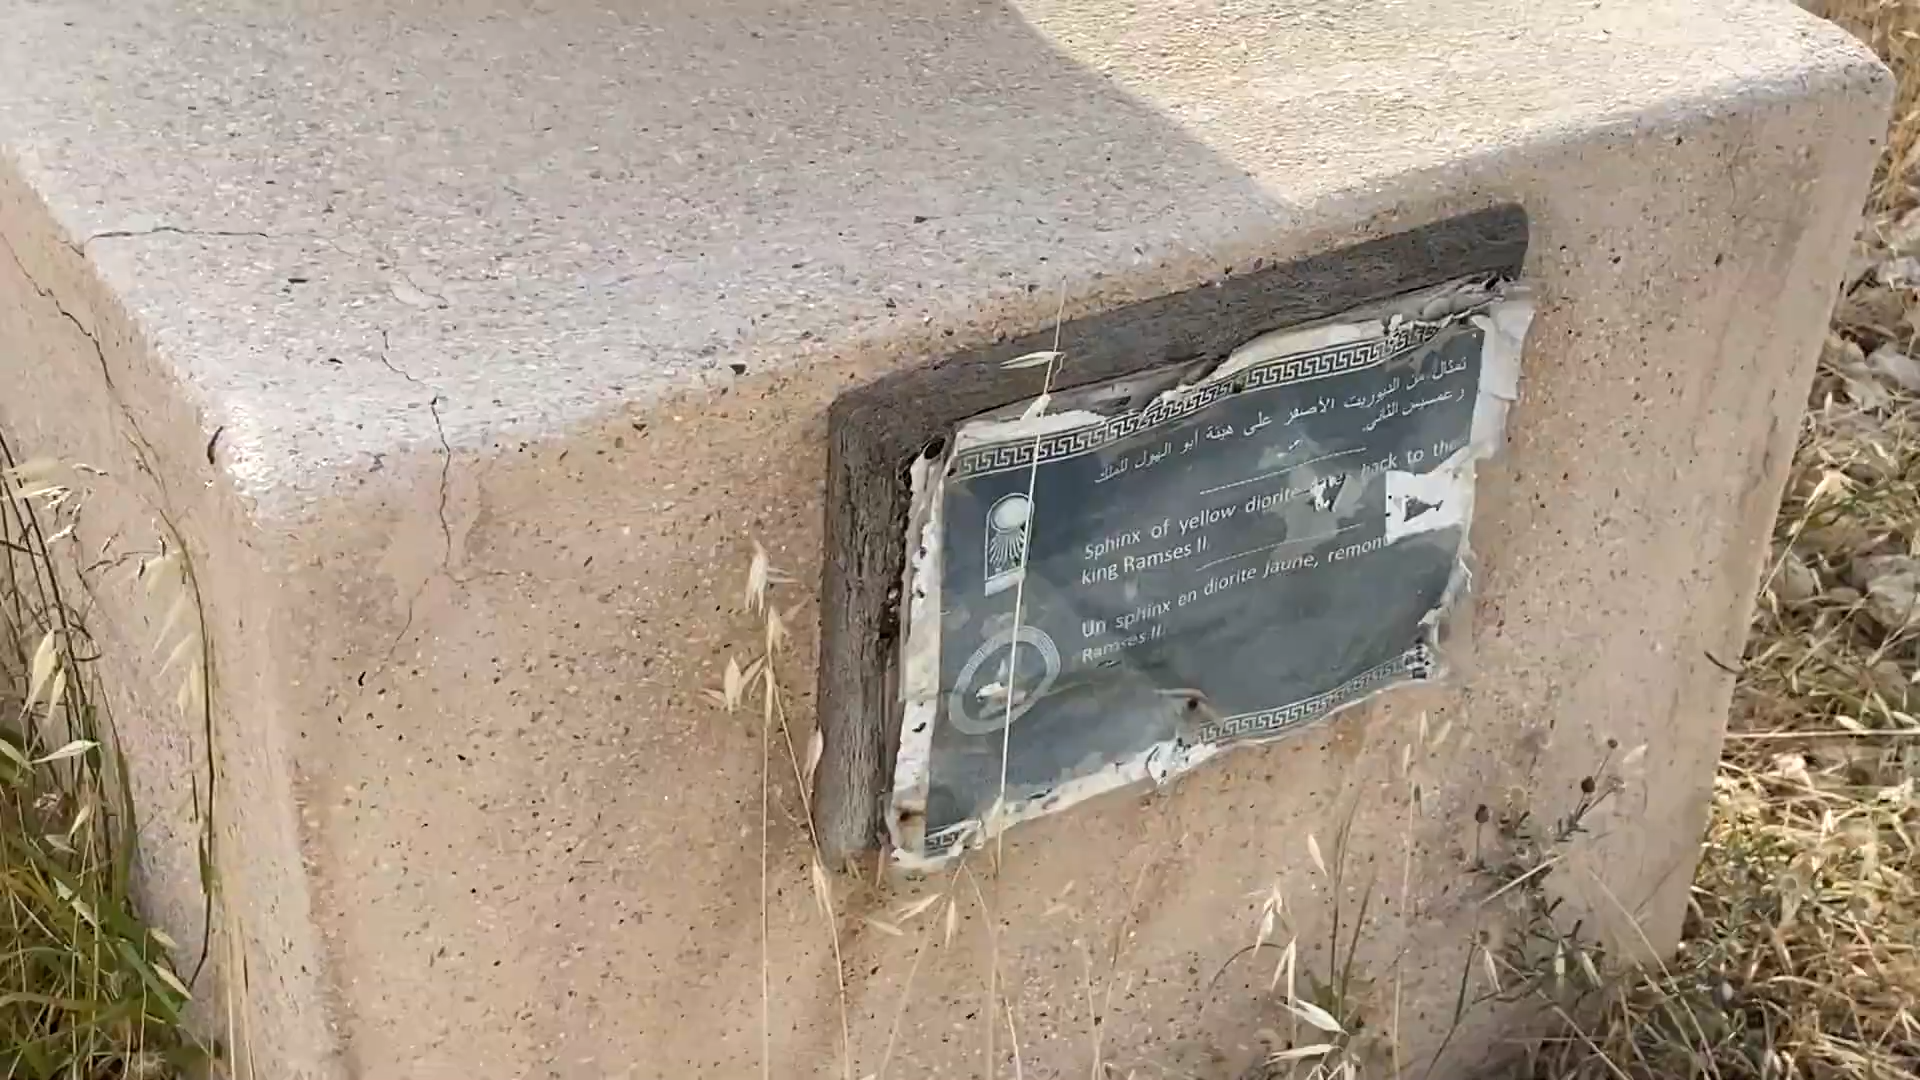 تمثال من الديوريت الأصفر على هيئة أبو الهول للملك
رعمسيس الثاني.
Sphinx of yellow diorite date back to the
king Ramses II.
Un sphinx en diorite jaune,
Ramses II.